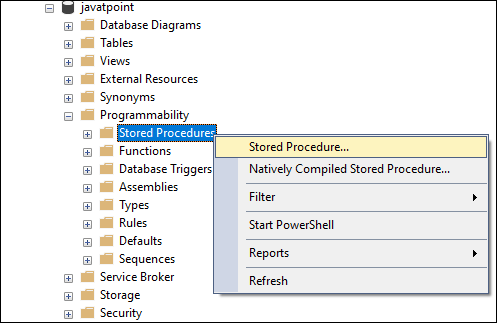 javatpoint
Database Diagrams
Tables
Views
External Resources
Synonyms
Programmability
Stored Procedures
Functions
Database Triggers
Assemblies
Types
Rules
Defaults
Sequences
Service Broker
Storage
Security
Stored Procedure...
Natively Compiled Stored Procedure...
Filter
Start PowerShell
Reports
Refresh